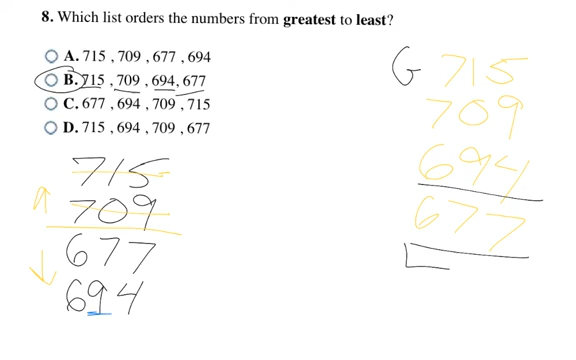 8. Which list orders the numbers from greatest to least?
A. 715 , 709 , 677 , 694
B. 715 , 709 , 694, 677
C. 677 , 694 , 709 , 715
D. 715 , 694 , 709 , 677
715
709
677
694
G 715
709
694
677
L